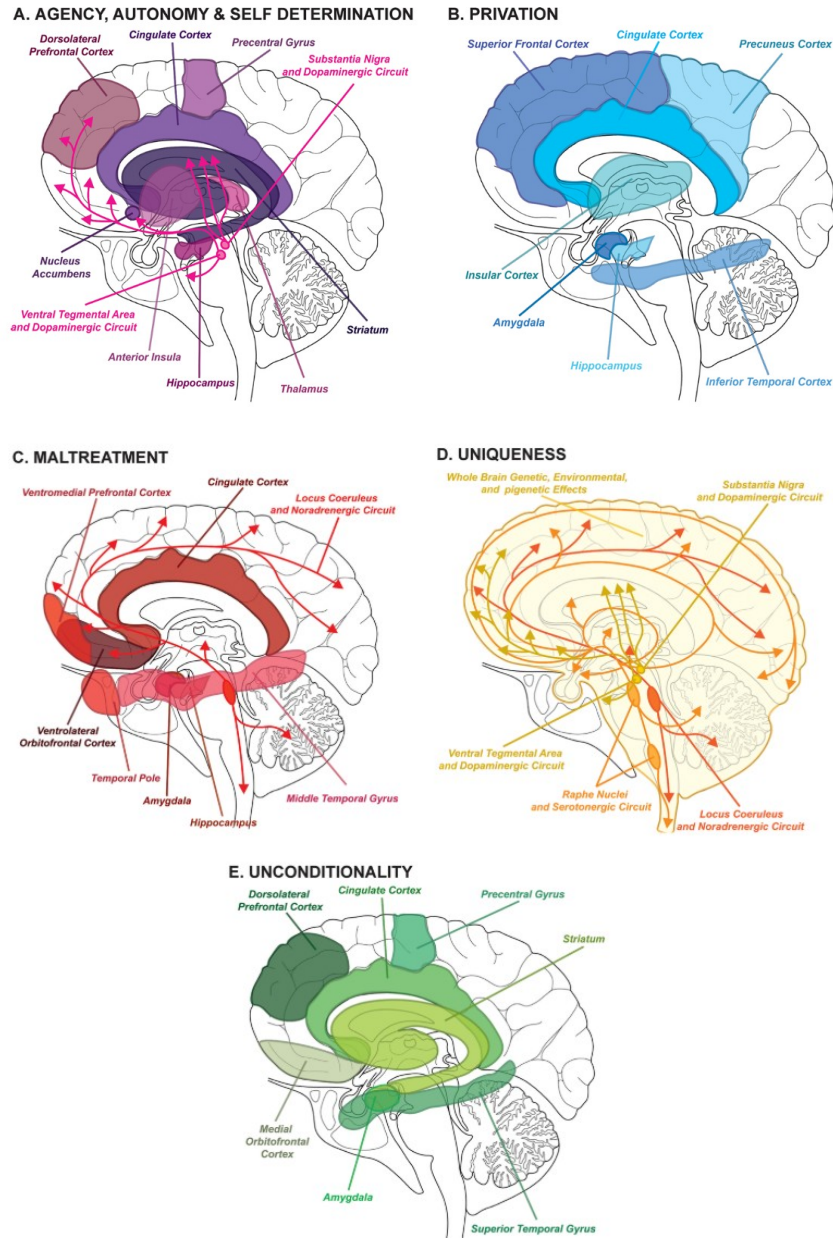 A. AGENCY, AUTONOMY & SELF DETERMINATION
Dorsolateral
Prefrontal Cortex
Cingulate Cortex
Precentral Gyrus
Substantia Nigra
and Dopaminergic Circuit
Nucleus
Accumbens
Ventral Tegmental Area
and Dopaminergic Circuit
Anterior Insula
Hippocampus
Thalamus
Striatum
B. PRIVATION
Superior Frontal Cortex
Cingulate Cortex
Precuneus Cortex
Insular Cortex
Amygdala
Hippocampus
Inferior Temporal Cortex
C. MALTREATMENT
Ventromedial Prefrontal Cortex
Cingulate Cortex
Locus Coeruleus
and Noradrenergic Circuit
Ventrolateral
Orbitofrontal Cortex
Temporal Pole
Amygdala
Hippocampus
Middle Temporal Gyrus
D. UNIQUENESS
Whole Brain Genetic, Environmental,
and pigenetic Effects
Substantia Nigra
and Dopaminergic Circuit
Ventral Tegmental Area
and Dopaminergic Circuit
Raphe Nuclei
and Serotonergic Circuit
Locus Coeruleus
and Noradrenergic Circuit
E. UNCONDITIONALITY
Dorsolateral
Prefrontal Cortex
Cingulate Cortex
Precentral Gyrus
Striatum
Medial
Orbitofrontal
Cortex
Amygdala
Superior Temporal Gyrus